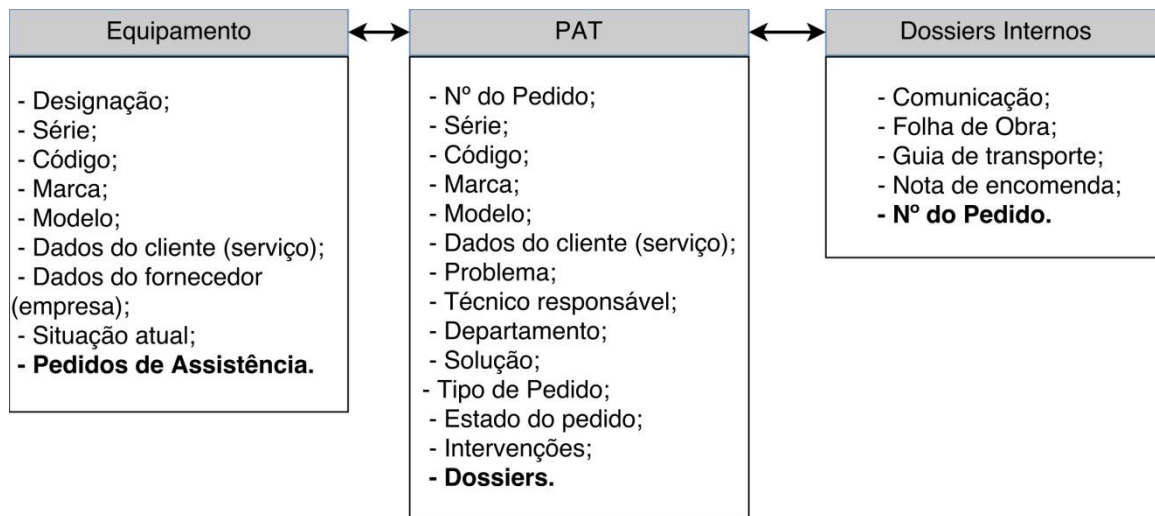 Equipamento
- Designação;
- Série;
- Código;
- Marca;
- Modelo;
- Dados do cliente (serviço);
- Dados do fornecedor
(empresa);
- Situação atual;
- Pedidos de Assistência.
PAT
- Nº do Pedido;
- Série;
- Código;
- Marca;
- Modelo;
- Dados do cliente (serviço);
- Problema;
- Técnico responsável;
- Departamento;
- Solução;
- Tipo de Pedido;
- Estado do pedido;
- Intervenções;
- Dossiers.
Dossiers Internos
- Comunicação;
- Folha de Obra;
- Guia de transporte;
- Nota de encomenda;
- Nº do Pedido.